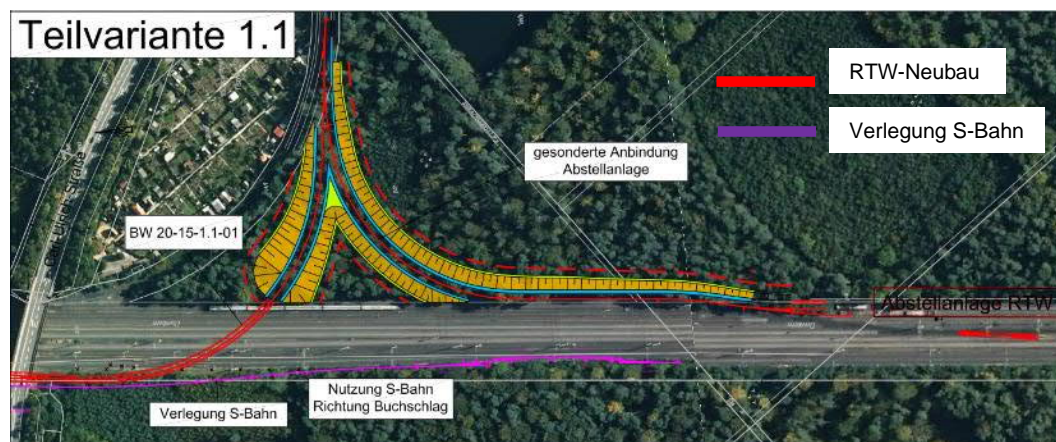 Teilvariante 1.1
RTW-Neubau
Verlegung S-Bahn
gesonderte Anbindung
Abstellanlage
BW 20-15-1.1-01
Abstellanlage RTW
Nutzung S-Bahn
Richtung Buchschlag
Verlegung S-Bahn